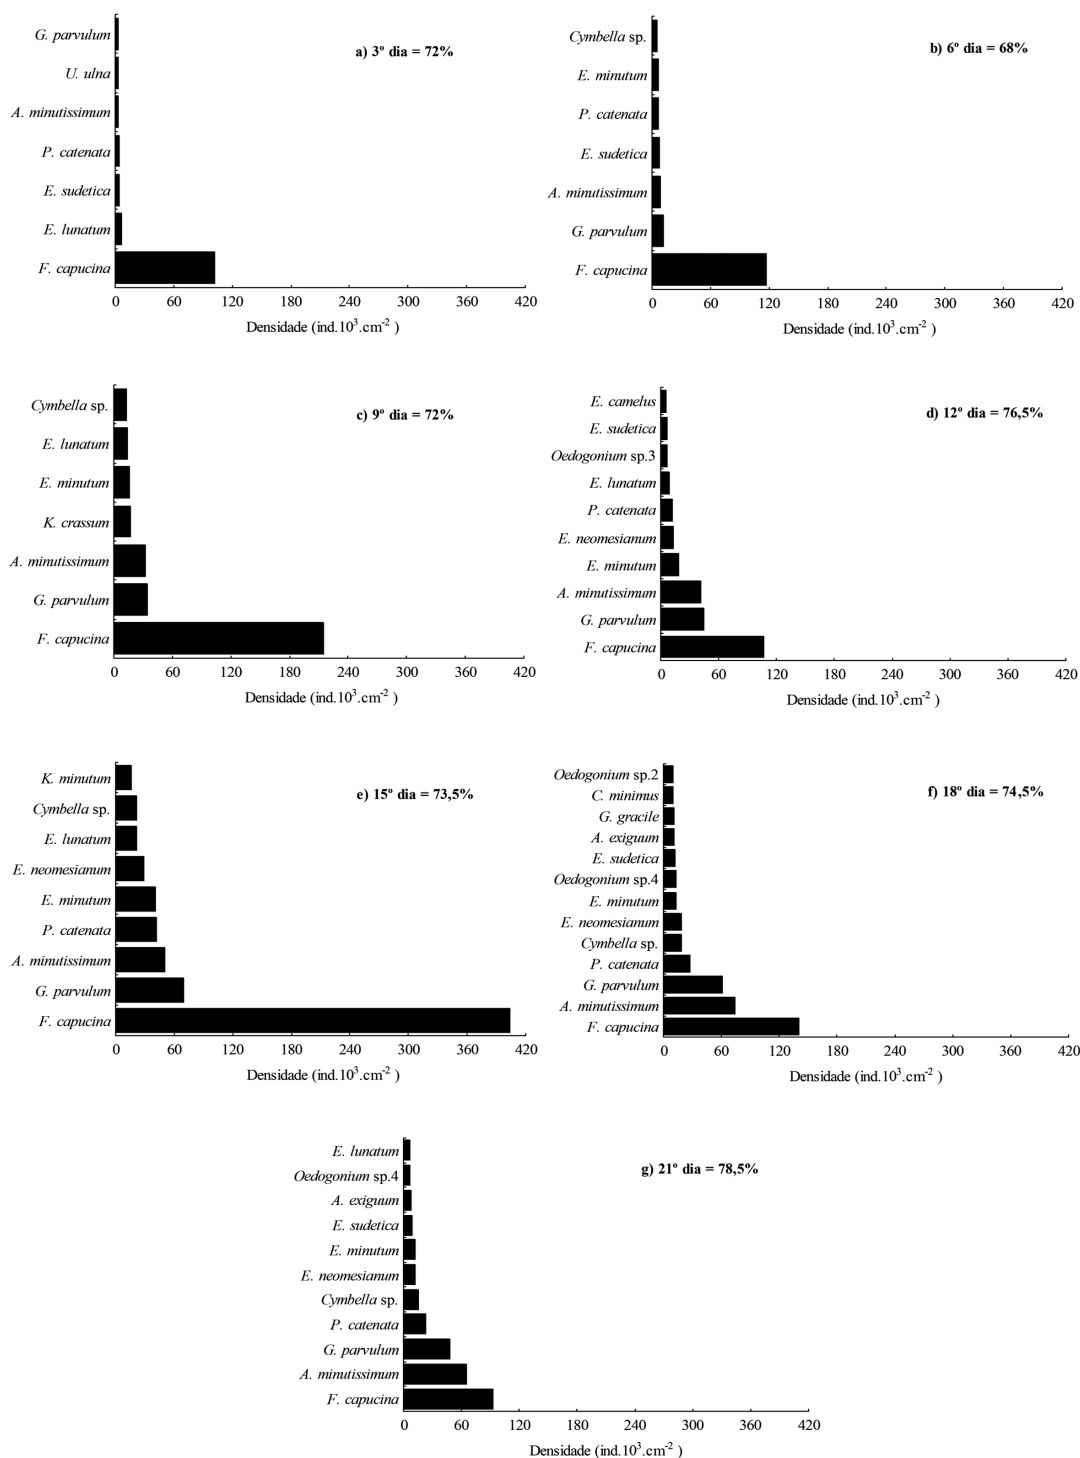 a) 3º dia = 72%
G. parvulum
U. ulna
A. minutissimum
P. catenata
E. sudetica
E. lunatum
F. capucina
0 60 120 180 240 300 360 420
Densidade (ind.10³.cm⁻² )
b) 6º dia = 68%
Cymbella sp.
E. minutum
P. catenata
E. sudetica
A. minutissimum
G. parvulum
F. capucina
0 60 120 180 240 300 360 420
Densidade (ind.10³.cm⁻² )
c) 9º dia = 72%
Cymbella sp.
E. lunatum
E. minutum
K. crassum
A. minutissimum
G. parvulum
F. capucina
0 60 120 180 240 300 360 420
Densidade (ind.10³.cm⁻² )
d) 12º dia = 76,5%
E. camelus
E. sudetica
Oedogonium sp.3
E. lunatum
P. catenata
E. neomesianum
E. minutum
A. minutissimum
G. parvulum
F. capucina
0 60 120 180 240 300 360 420
Densidade (ind.10³.cm⁻² )
e) 15º dia = 73,5%
K. minutum
Cymbella sp.
E. lunatum
E. neomesianum
E. minutum
P. catenata
A. minutissimum
G. parvulum
F. capucina
0 60 120 180 240 300 360 420
Densidade (ind.10³.cm⁻² )
f) 18º dia = 74,5%
Oedogonium sp.2
C. minimus
G. gracile
A. exiguum
E. sudetica
Oedogonium sp.4
E. minutum
E. neomesianum
Cymbella sp.
P. catenata
G. parvulum
A. minutissimum
F. capucina
0 60 120 180 240 300 360 420
Densidade (ind.10³.cm⁻² )
g) 21º dia = 78,5%
E. lunatum
Oedogonium sp.4
A. exiguum
E. sudetica
E. minutum
E. neomesianum
Cymbella sp.
P. catenata
G. parvulum
A. minutissimum
F. capucina
0 60 120 180 240 300 360 420
Densidade (ind.10³.cm⁻² )